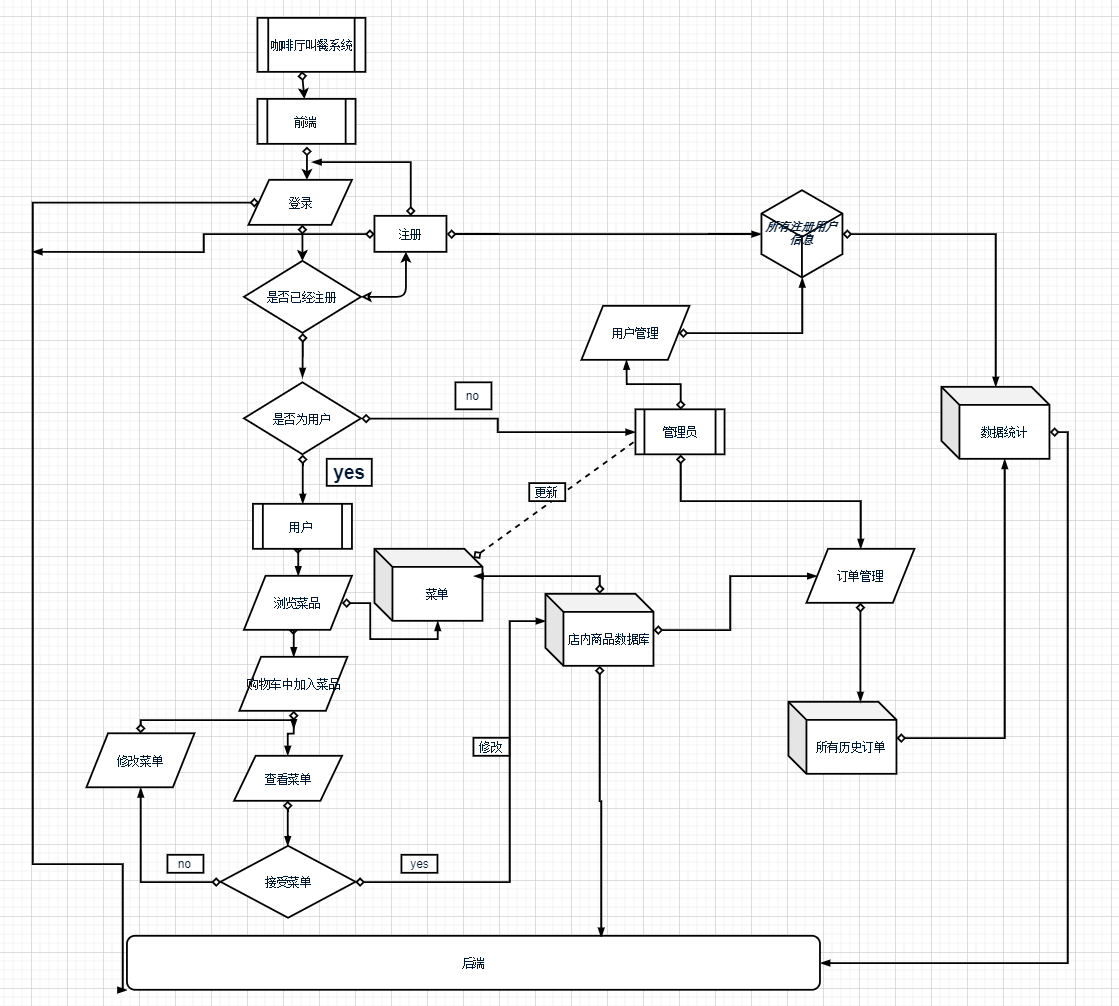 咖啡厅叫餐系统
前端
登录
注册
所有注册用户
信息
是否已经注册
用户管理
no
是否为用户
管理员
数据统计
yes
更新
用户
订单管理
浏览菜品
菜单
店内商品数据库
购物车中加入菜品
修改
所有历史订单
修改菜单
查看菜单
no
yes
接受菜单
后端